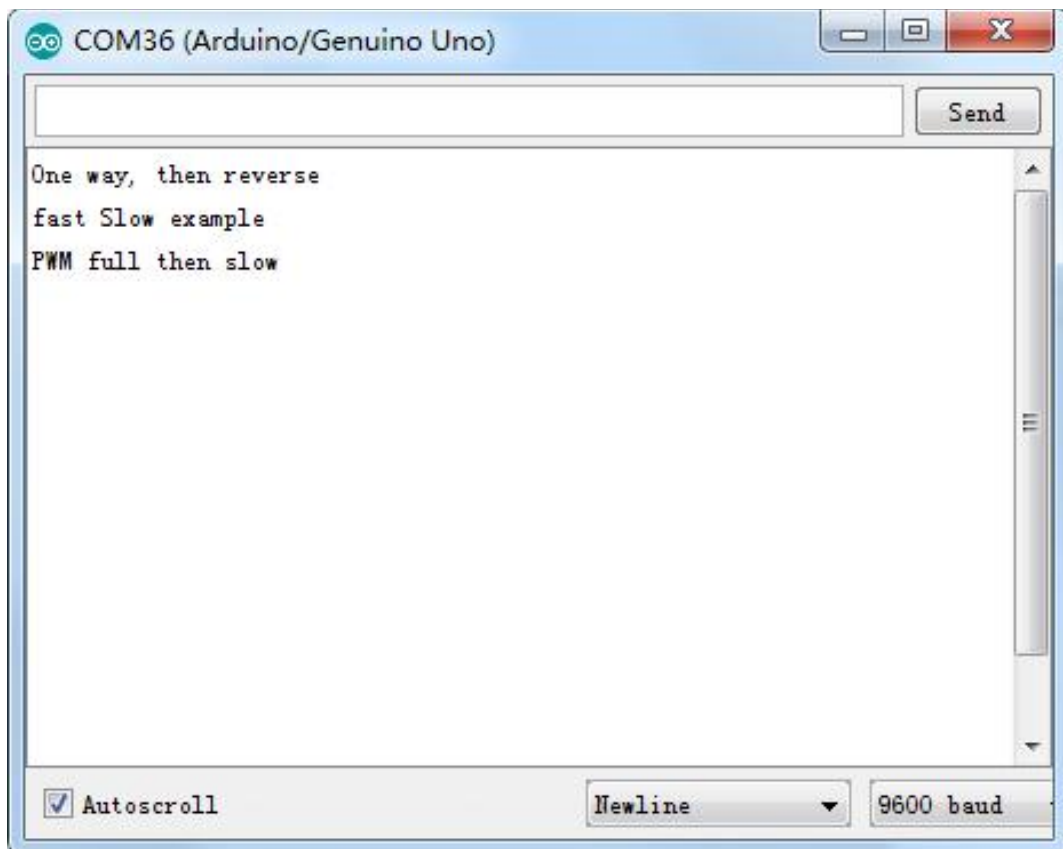 COM36 (Arduino/Genuino Uno)
Send
One way, then reverse
fast Slow example
PWM full then slow
Autoscroll
Newline
9600 baud